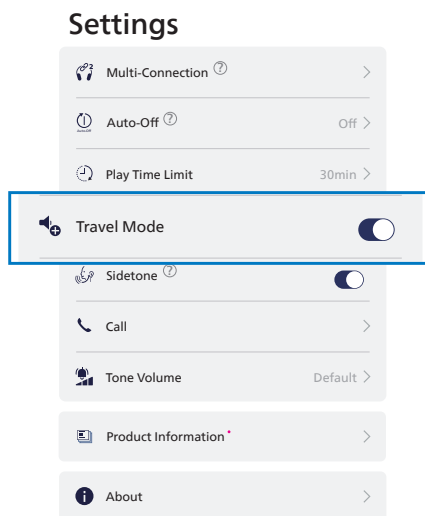 Settings
Multi-Connection ?
Auto-Off ? Off
Play Time Limit 30min
Travel Mode
Sidetone ?
Call
Tone Volume Default
Product Information
About